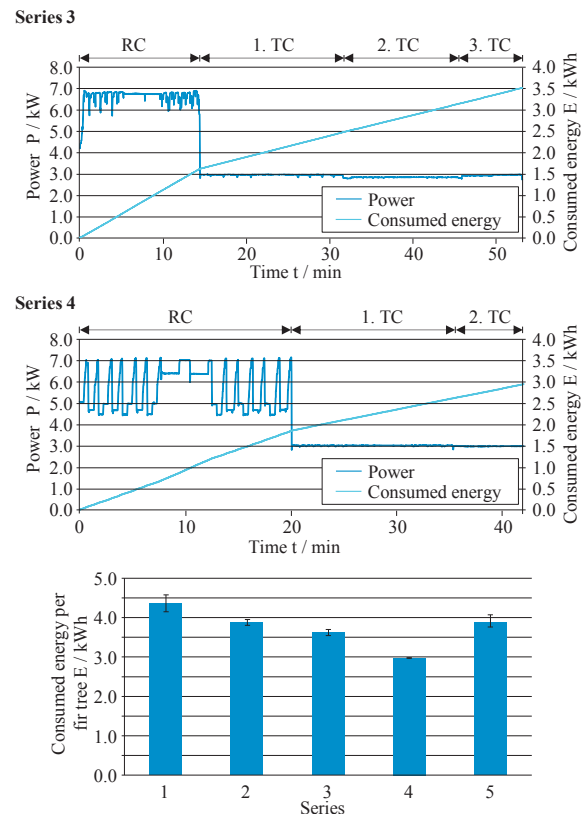 Series 3
RC 1. TC 2. TC 3. TC
Power P / kW
8.0
7.0
6.0
5.0
4.0
3.0
2.0
1.0
0.0
Consumed energy E / kWh
4.0
3.5
3.0
2.5
2.0
1.5
1.0
0.5
0.0
Power
Consumed energy
0 10 20 30 40 50
Time t / min
Series 4
RC 1. TC 2. TC
Power P / kW
8.0
7.0
6.0
5.0
4.0
3.0
2.0
1.0
0.0
Consumed energy E / kWh
4.0
3.5
3.0
2.5
2.0
1.5
1.0
0.5
0.0
Power
Consumed energy
0 10 20 30 40
Time t / min
Consumed energy per
fir tree E / kWh
5.0
4.0
3.0
2.0
1.0
0.0
1 2 3 4 5
Series